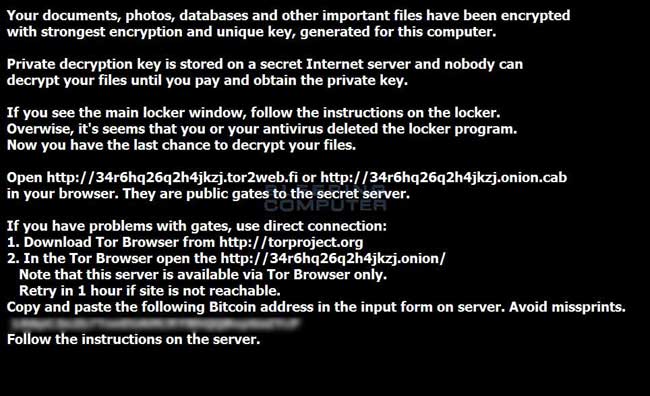 Your documents, photos, databases and other important files have been encrypted
with strongest encryption and unique key, generated for this computer.
Private decryption key is stored on a secret Internet server and nobody can
decrypt your files until you pay and obtain the private key.
If you see the main locker window, follow the instructions on the locker.
Overwise, it's seems that you or your antivirus deleted the locker program.
Now you have the last chance to decrypt your files.
Open http://34r6hq26q2h4jkzj.tor2web.fi or http://34r6hq26q2h4jkzj.onion.cab
in your browser. They are public gates to the secret server.
BLEEPING
COMPUTER
If you have problems with gates, use direct connection:
1. Download Tor Browser from http://torproject.org
2. In the Tor Browser open the http://34r6hq26q2h4jkzj.onion/
Note that this server is available via Tor Browser only.
Retry in 1 hour if site is not reachable.
Copy and paste the following Bitcoin address in the input form on server. Avoid missprints.
Follow the instructions on the server.